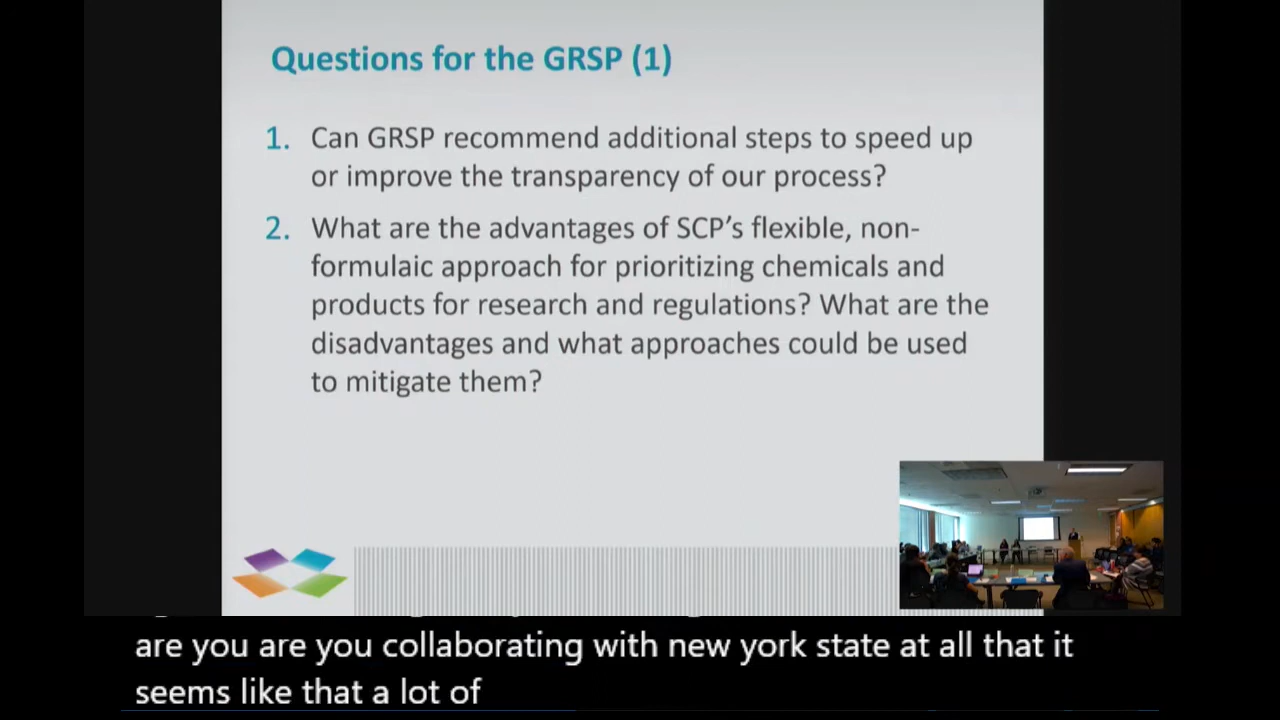 Questions for the GRSP (1)
1. Can GRSP recommend additional steps to speed up
or improve the transparency of our process?
2. What are the advantages of SCP’s flexible, non-
formulaic approach for prioritizing chemicals and
products for research and regulations? What are the
disadvantages and what approaches could be used
to mitigate them?
are you are you collaborating with new york state at all that it
seems like that a lot of